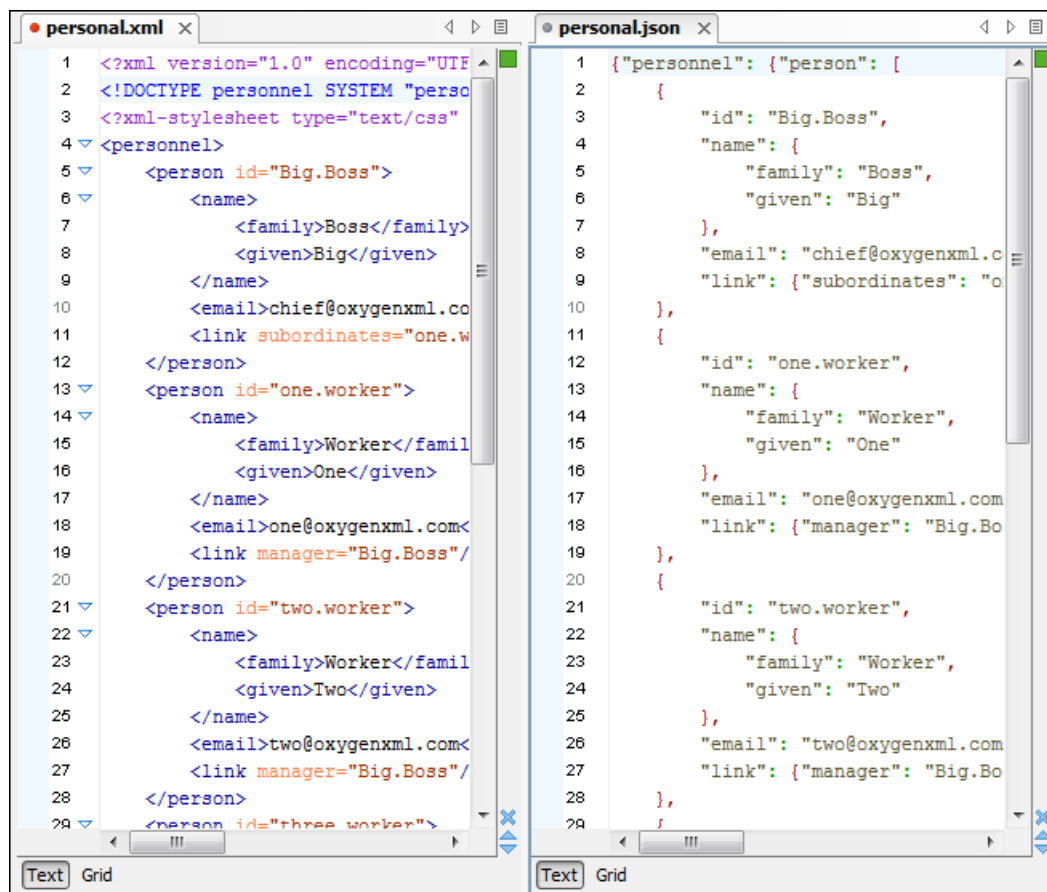 personal.xml
1 <?xml version="1.0" encoding="UTF
2 <!DOCTYPE personnel SYSTEM "perso
3 <?xml-stylesheet type="text/css"
4 <personnel>
5 <person id="Big.Boss">
6 <name>
7 <family>Boss</family>
8 <given>Big</given>
9 </name>
10 <email>chief@oxygenxml.co
11 <link subordinates="one.w
12 </person>
13 <person id="one.worker">
14 <name>
15 <family>Worker</famil
16 <given>One</given>
17 </name>
18 <email>one@oxygenxml.com<
19 <link manager="Big.Boss"/
20 </person>
21 <person id="two.worker">
22 <name>
23 <family>Worker</famil
24 <given>Two</given>
25 </name>
26 <email>two@oxygenxml.com<
27 <link manager="Big.Boss"/
28 </person>
29 <person id="three.worker">
Text Grid
personal.json
1 {"personnel": {"person": [
2 {
3 "id": "Big.Boss",
4 "name": {
5 "family": "Boss",
6 "given": "Big"
7 },
8 "email": "chief@oxygenxml.c
9 "link": {"subordinates": "o
10 },
11 {
12 "id": "one.worker",
13 "name": {
14 "family": "Worker",
15 "given": "One"
16 },
17 "email": "one@oxygenxml.com
18 "link": {"manager": "Big.Bo
19 },
20 {
21 "id": "two.worker",
22 "name": {
23 "family": "Worker",
24 "given": "Two"
25 },
26 "email": "two@oxygenxml.com
27 "link": {"manager": "Big.Bo
28 },
29 {
Text Grid